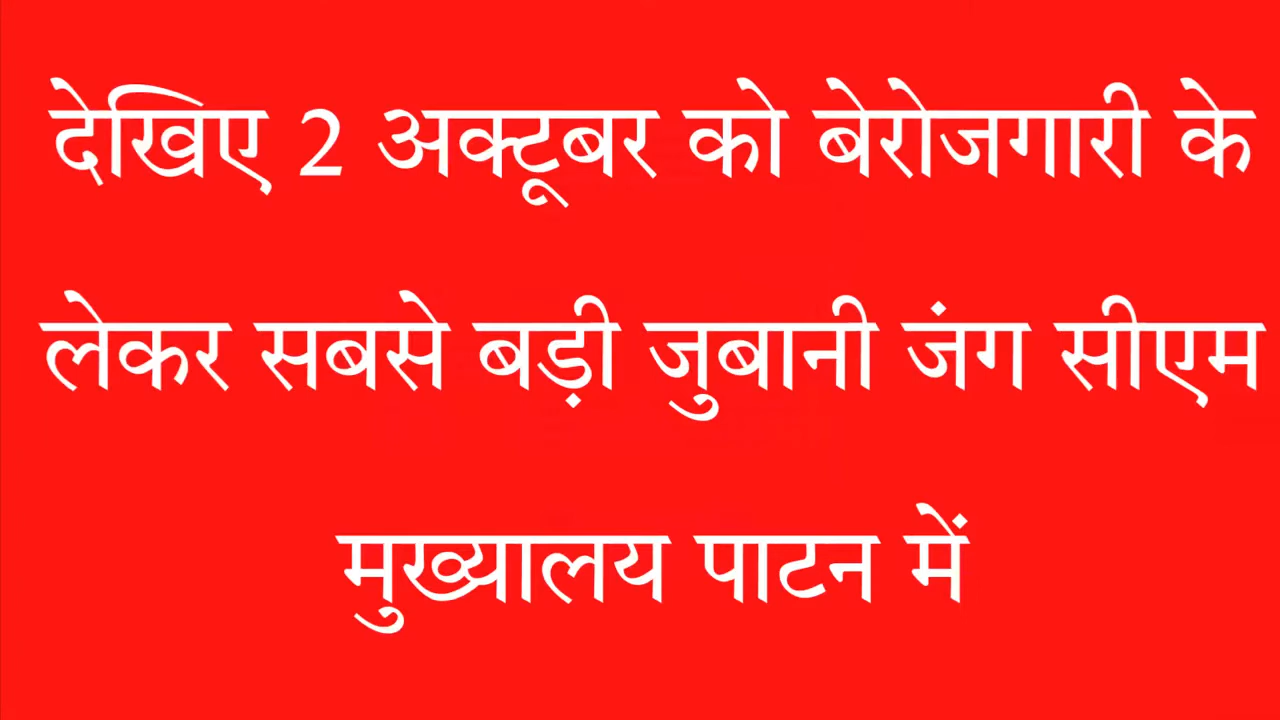 देखिए 2 अक्टूबर को बेरोजगारी के
लेकर सबसे बड़ी जुबानी जंग सीएम
मुख्यालय पाटन में